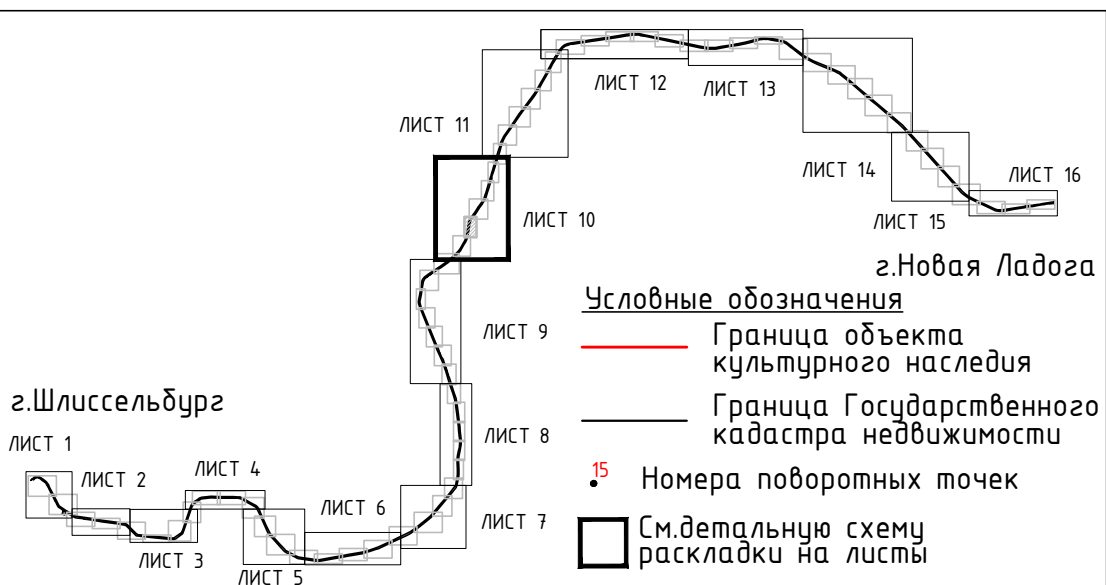 ЛИСТ 12
ЛИСТ 13
ЛИСТ 11
ЛИСТ 14
ЛИСТ 16
ЛИСТ 10
ЛИСТ 15
г.Новая Ладога
Условные обозначения
ЛИСТ 9
Граница объекта
культурного наследия
г.Шлиссельбург
Граница Государственного
кадастра недвижимости
ЛИСТ 1
ЛИСТ 8
ЛИСТ 2
ЛИСТ 4
15
Номера поворотных точек
ЛИСТ 6
ЛИСТ 7
См.детальную схему
раскладки на листы
ЛИСТ 3
ЛИСТ 5